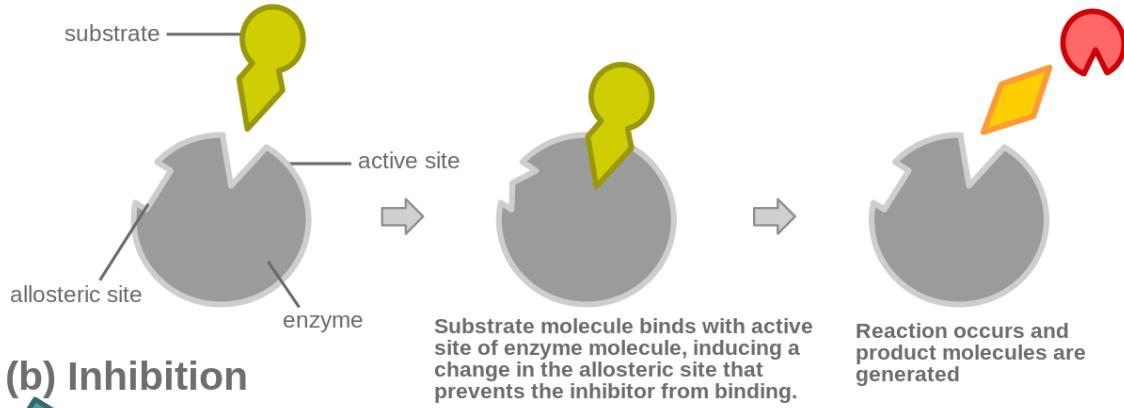 substrate
active site
allosteric site
enzyme
Substrate molecule binds with active
site of enzyme molecule, inducing a
change in the allosteric site that
prevents the inhibitor from binding.
Reaction occurs and
product molecules are
generated
(b) Inhibition